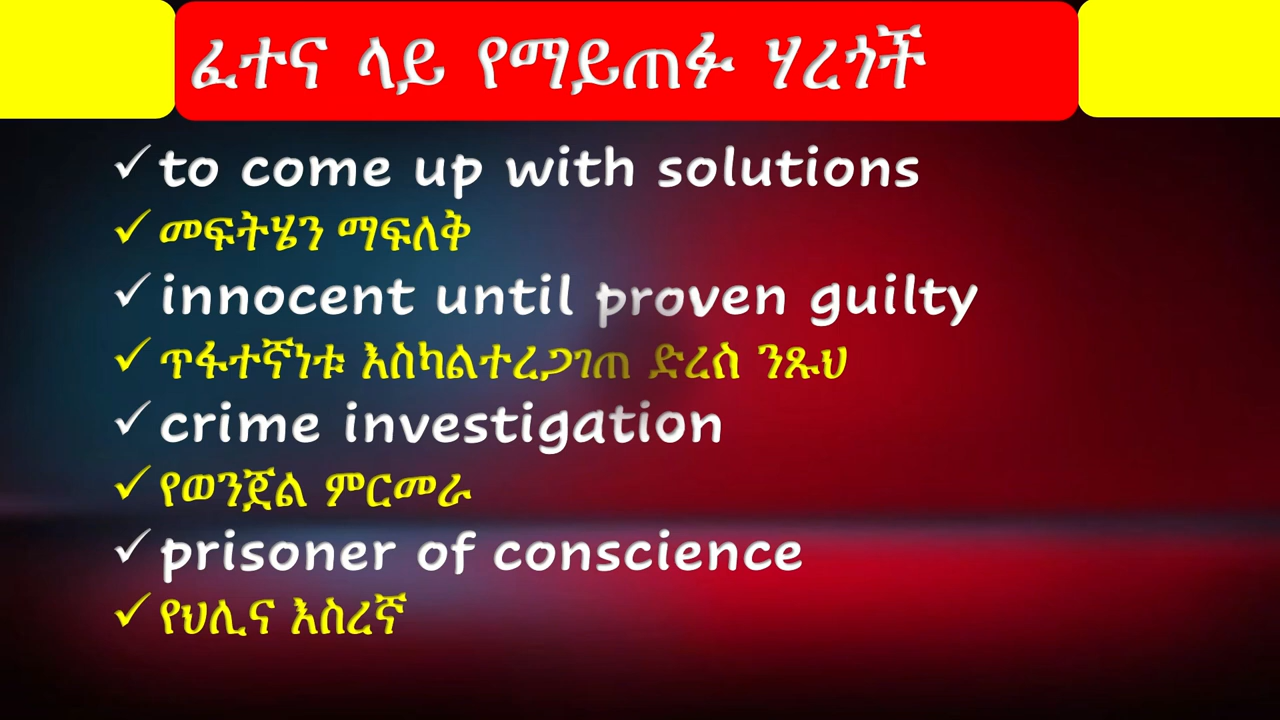 ፈተና ላይ የማይጠፉ ሃረጎች
✓to come up with solutions
✓መፍትሄን ማፍለቅ
✓innocent until proven guilty
✓ጥፋተኛነቱ እስካልተረጋገጠ ድረስ ንጹህ
✓crime investigation
✓የወንጀል ምርመራ
✓prisoner of conscience
✓የህሊና እስረኛ